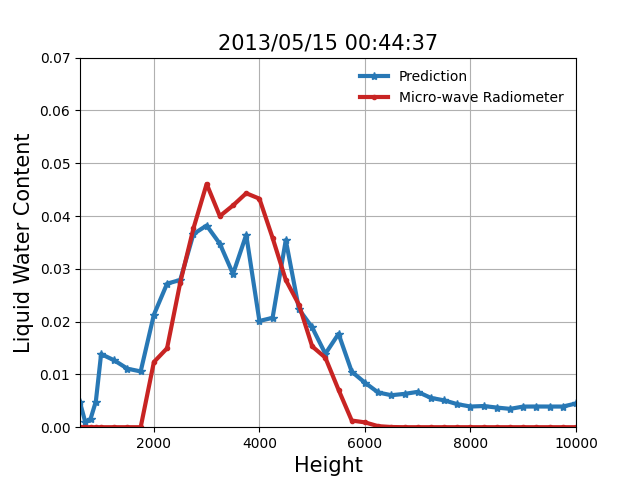 2013/05/15 00:44:37
Prediction
Micro-wave Radiometer
Liquid Water Content
0.07
0.06
0.05
0.04
0.03
0.02
0.01
0.00
2000 4000 6000 8000 10000
Height